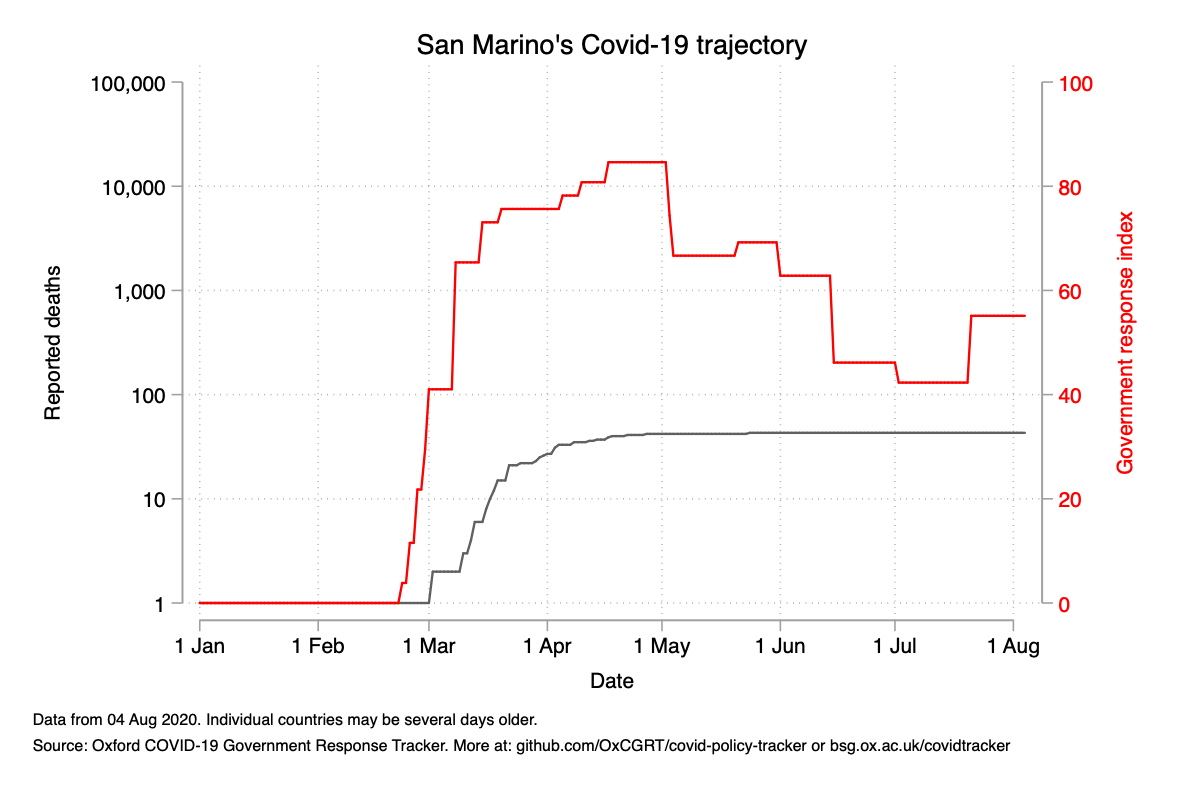 San Marino's Covid-19 trajectory
100,000
10,000
1,000
100
10
1
Reported deaths
100
80
60
40
20
0
Government response index
1 Jan
1 Feb
1 Mar
1 Apr
1 May
1 Jun
1 Jul
1 Aug
Date
Data from 04 Aug 2020. Individual countries may be several days older.
Source: Oxford COVID-19 Government Response Tracker. More at: github.com/OxCGRT/covid-policy-tracker or bsg.ox.ac.uk/covidtracker